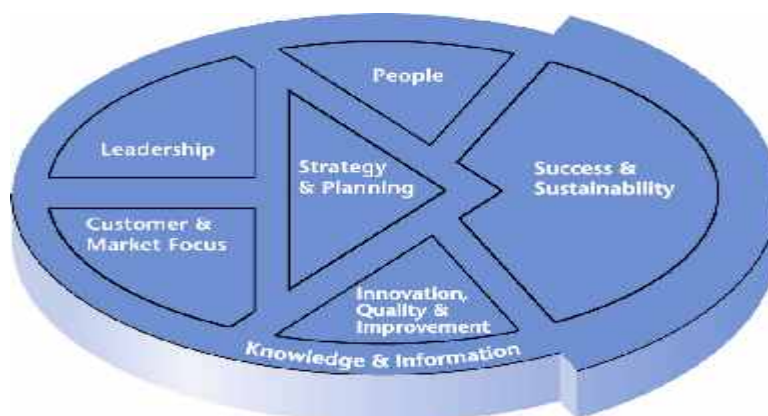 People
Leadership
Strategy
& Planning
Success &
Sustainability
Customer &
Market Focus
Innovation,
Quality &
Improvement
Knowledge & Information